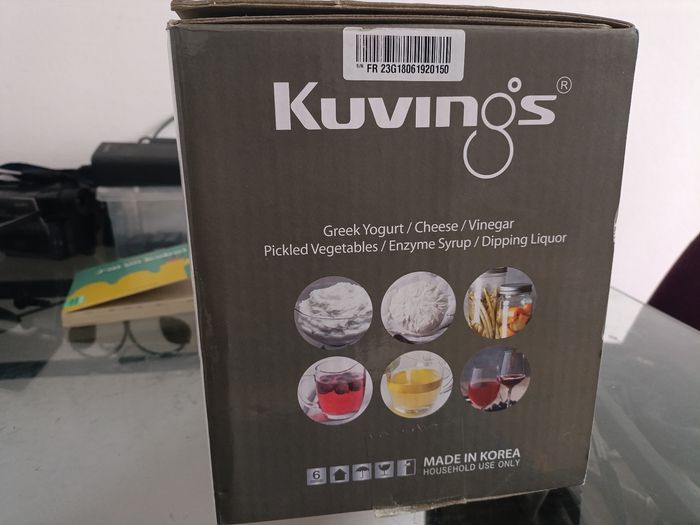 S/N FR 23G18061920150
Kuvings®
Greek Yogurt / Cheese / Vinegar
Pickled Vegetables / Enzyme Syrup / Dipping Liquor
6
MADE IN KOREA
HOUSEHOLD USE ONLY